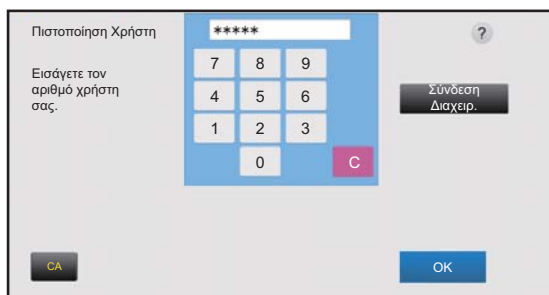 Πιστοποίηση Χρήστη
*****
?
Εισάγετε τον
αριθμό χρήστη
σας.
7 8 9
4 5 6
1 2 3
0 C
Σύνδεση
Διαχειρ.
CA
OK